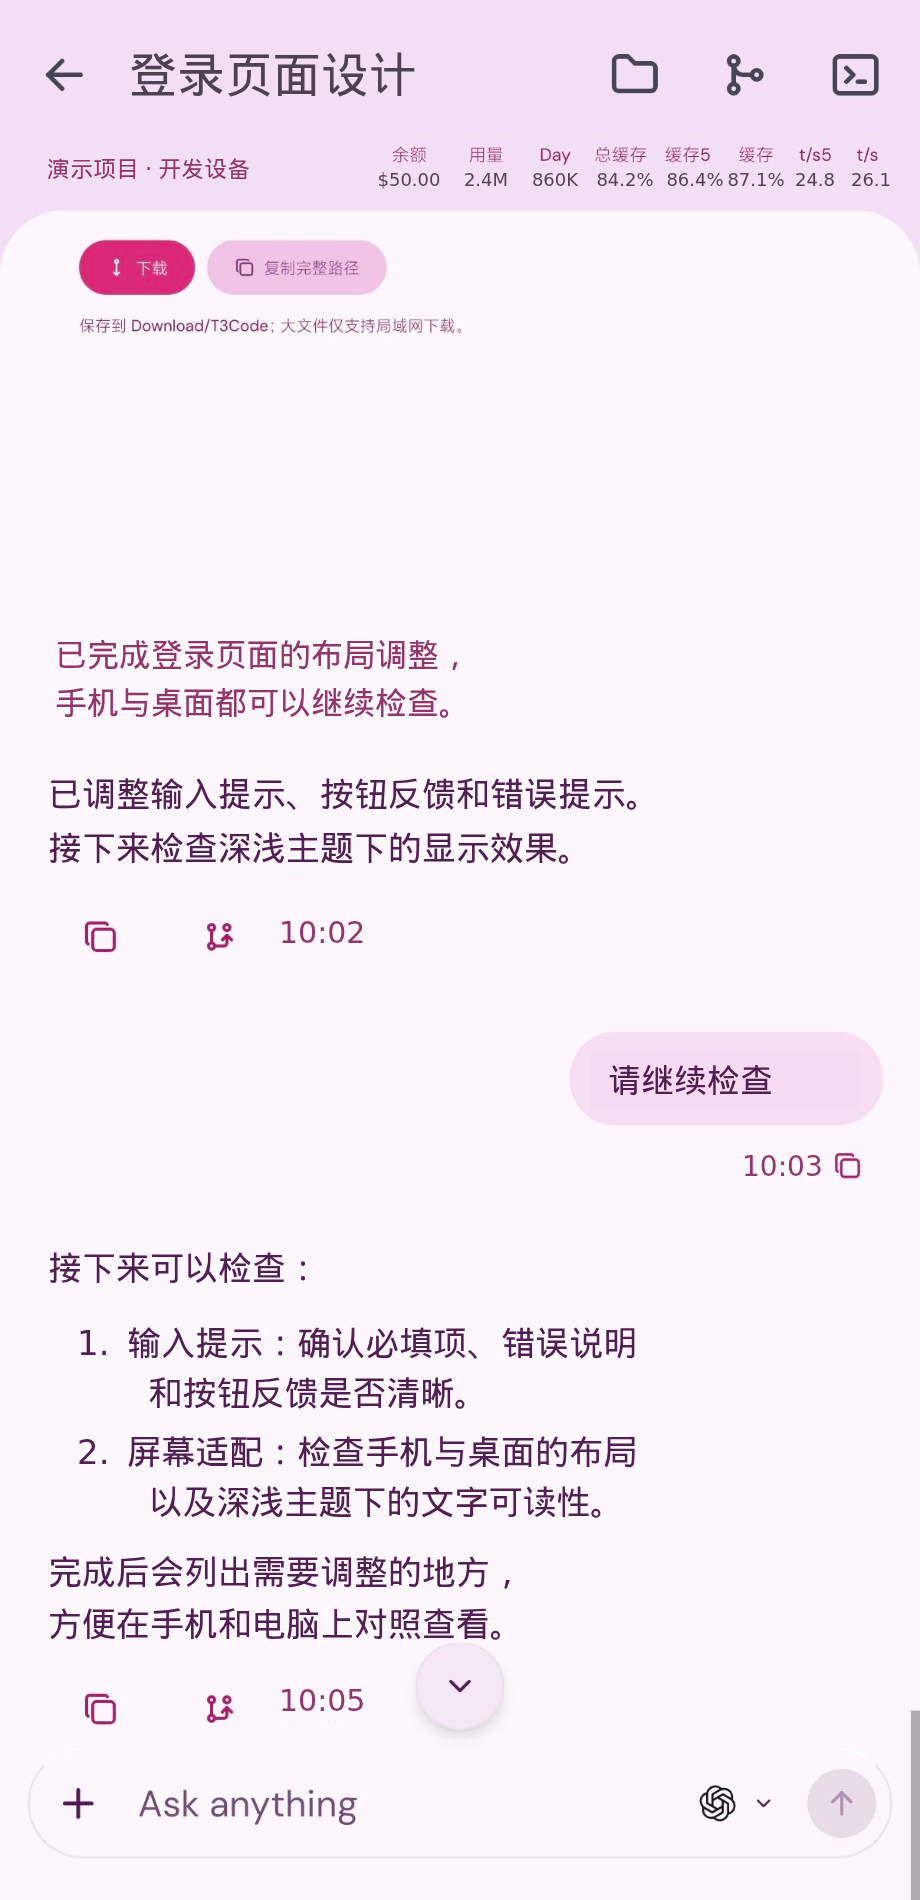 登录页面设计
演示项目 · 开发设备
余额 用量 Day 总缓存 缓存5 缓存 t/s5 t/s
$50.00 2.4M 860K 84.2% 86.4% 87.1% 24.8 26.1
下载 复制完整路径
保存到 Download/T3Code；大文件仅支持局域网下载。
已完成登录页面的布局调整，
手机与桌面都可以继续检查。
已调整输入提示、按钮反馈和错误提示。
接下来检查深浅主题下的显示效果。
10:02
请继续检查
10:03
接下来可以检查：
1. 输入提示：确认必填项、错误说明
和按钮反馈是否清晰。
2. 屏幕适配：检查手机与桌面的布局
以及深浅主题下的文字可读性。
完成后会列出需要调整的地方，
方便在手机和电脑上对照查看。
10:05
Ask anything